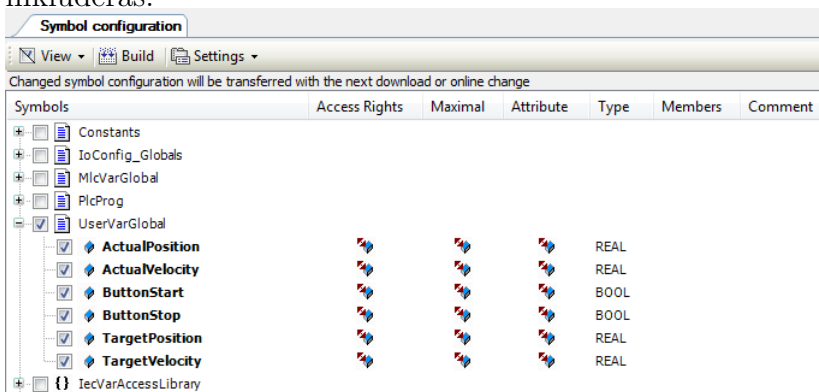 inkluderas.
Symbol configuration
View Build Settings
Changed symbol configuration will be transferred with the next download or online change
Symbols Access Rights Maximal Attribute Type Members Comment
Constants
IoConfig_Globals
MlcVarGlobal
PlcProg
UserVarGlobal
ActualPosition REAL
ActualVelocity REAL
ButtonStart BOOL
ButtonStop BOOL
TargetPosition REAL
TargetVelocity REAL
{} IecVarAccessLibrary